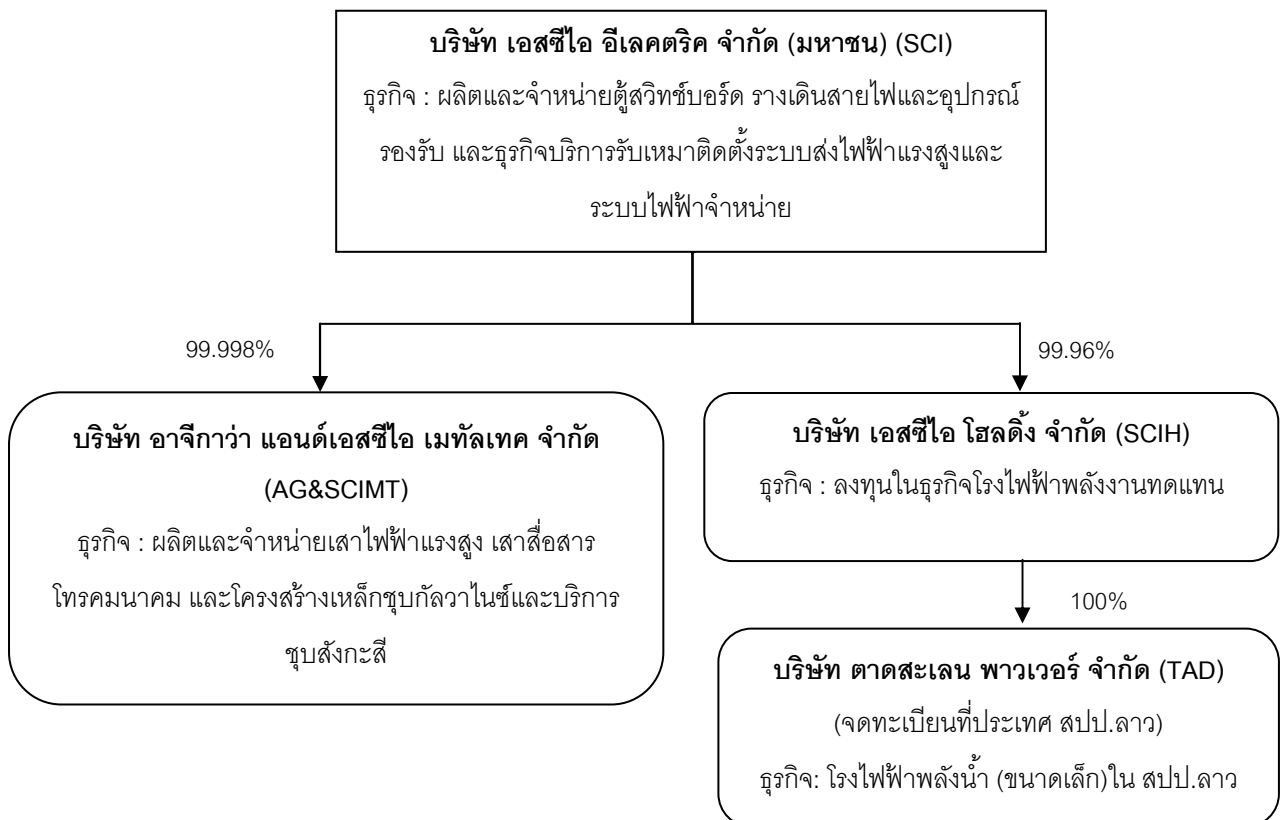 บริษัท เอสซีไอ อีเลคตริค จำกัด (มหาชน) (SCI)
ธุรกิจ : ผลิตและจำหน่ายตู้สวิทช์บอร์ด รางเดินสายไฟและอุปกรณ์
รองรับ และธุรกิจบริการรับเหมาติดตั้งระบบส่งไฟฟ้าแรงสูงและ
ระบบไฟฟ้าจำหน่าย
99.998%
99.96%
บริษัท อาจีกาว่า แอนด์เอสซีไอ เมทัลเทค จำกัด
(AG&SCIMT)
ธุรกิจ : ผลิตและจำหน่ายเสาไฟฟ้าแรงสูง เสาสื่อสาร
โทรคมนาคม และโครงสร้างเหล็กชุบกัลวาไนซ์และบริการ
ชุบสังกะสี
บริษัท เอสซีไอ โฮลดิ้ง จำกัด (SCIH)
ธุรกิจ : ลงทุนในธุรกิจโรงไฟฟ้าพลังงานทดแทน
100%
บริษัท ตาดสะเลน พาวเวอร์ จำกัด (TAD)
(จดทะเบียนที่ประเทศ สปป.ลาว)
ธุรกิจ: โรงไฟฟ้าพลังน้ำ (ขนาดเล็ก)ใน สปป.ลาว